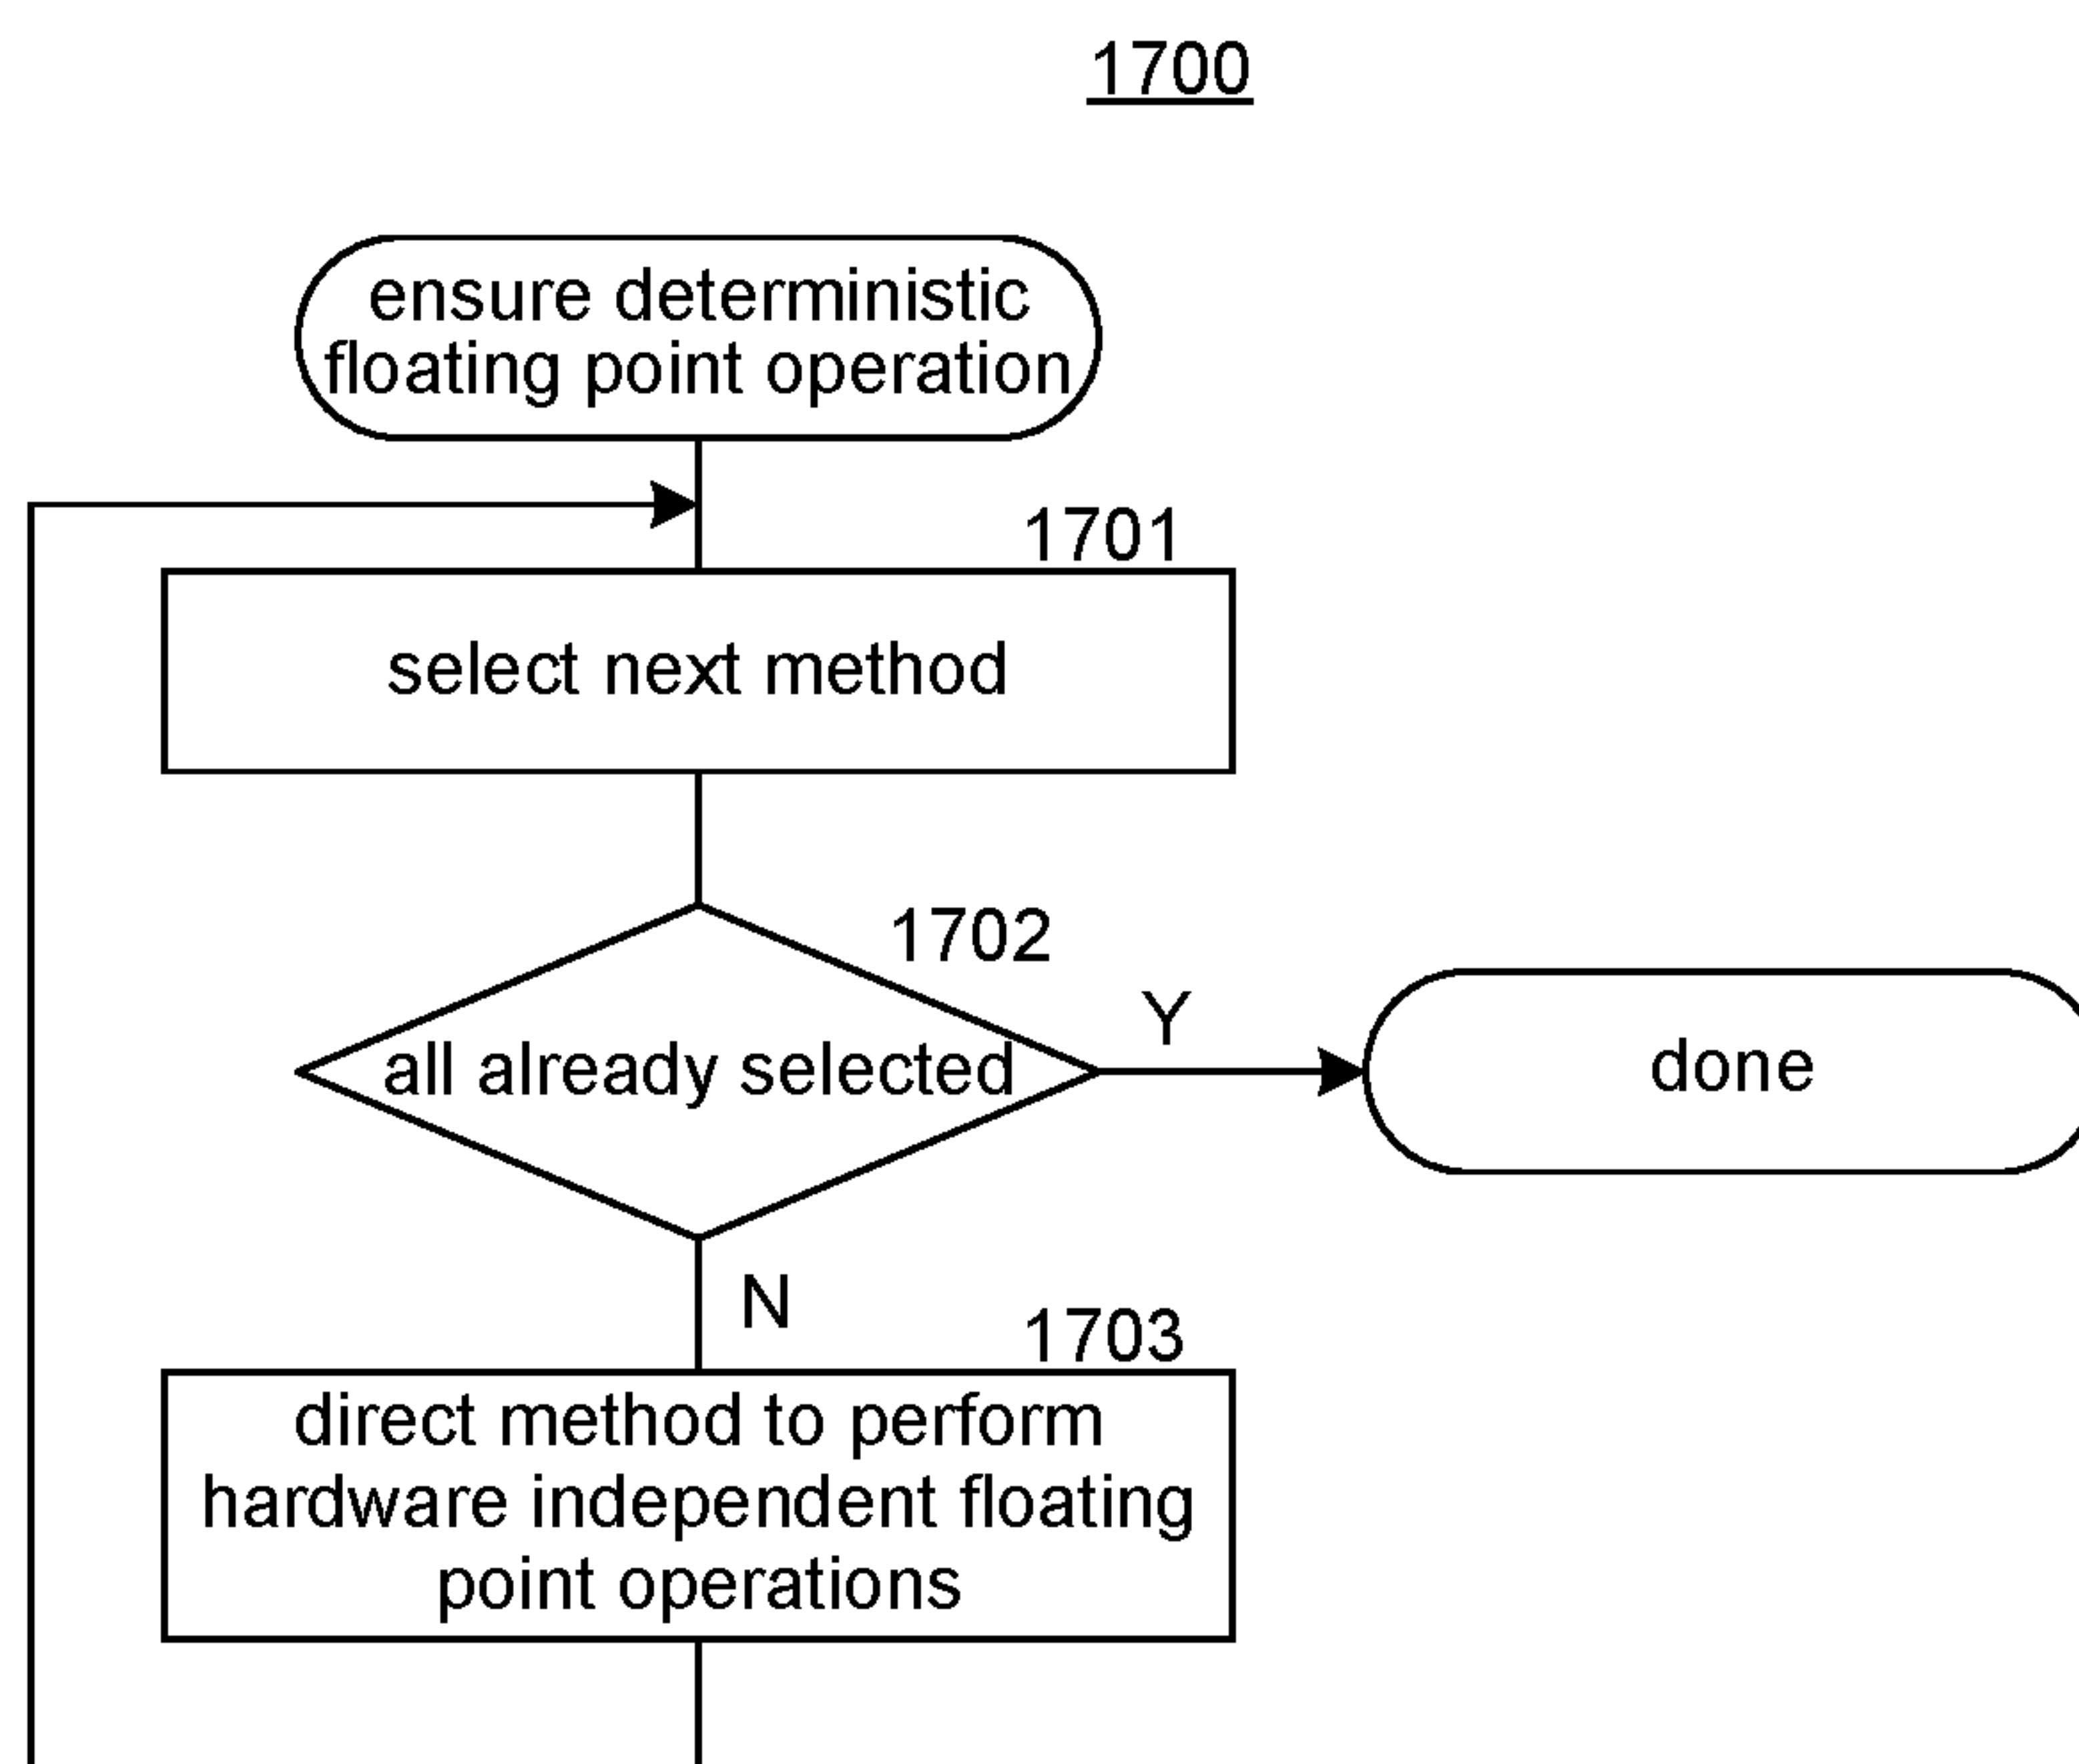 1700
ensure deterministic
floating point operation
1701
select next method
1702
all already selected
Y
done
N
1703
direct method to perform
hardware independent floating
point operations